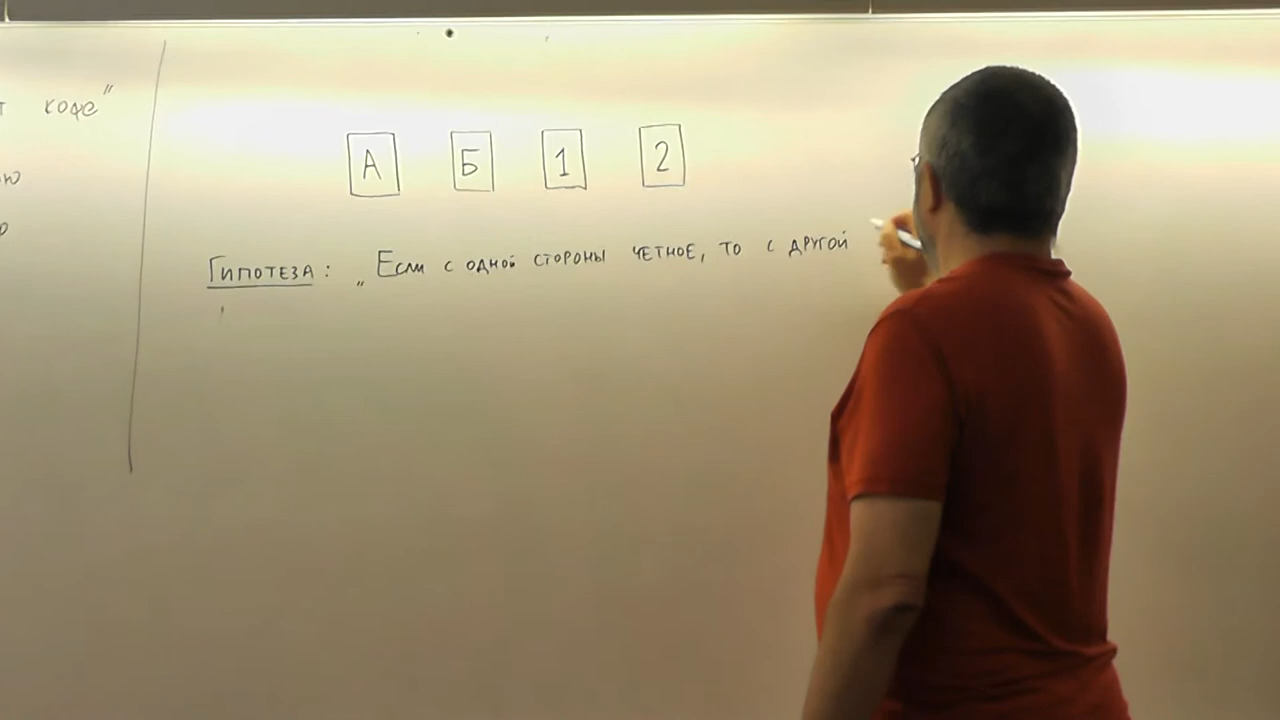 кофе"
А Б 1 2
Гипотеза: „Если с одной стороны четное, то с другой